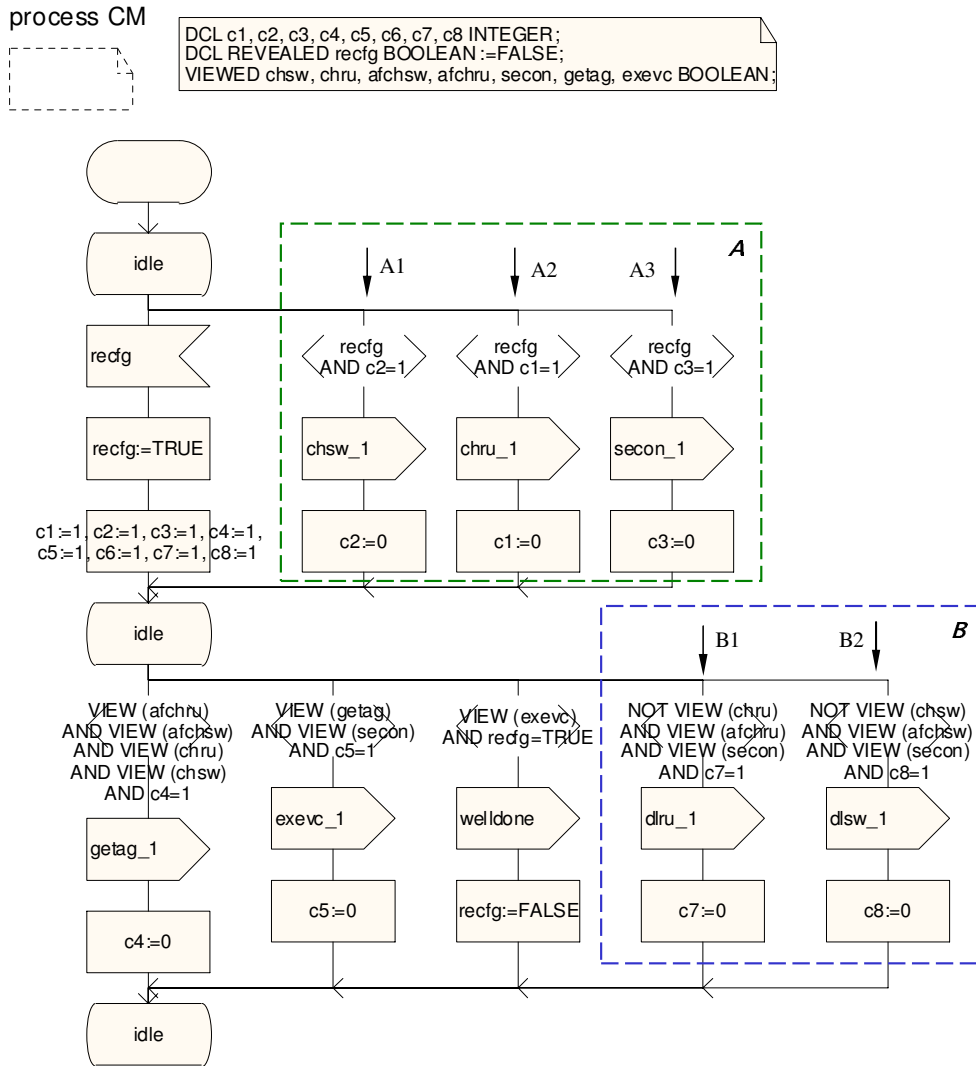 process CM
DCL c1, c2, c3, c4, c5, c6, c7, c8 INTEGER;
DCL REVEALED recfg BOOLEAN :=FALSE;
VIEWED chsw, chru, afchsw, afchru, secon, getag, exevc BOOLEAN;
A
A1
A2
A3
idle
recfg
recfg
AND c2=1
recfg
AND c1=1
recfg
AND c3=1
recfg:=TRUE
chsw_1
chru_1
secon_1
c1:=1, c2:=1, c3:=1, c4:=1,
c5:=1, c6:=1, c7:=1, c8:=1
c2:=0
c1:=0
c3:=0
idle
B
B1
B2
VIEW (afchru)
AND VIEW (afchsw)
AND VIEW (chru)
AND VIEW (chsw)
AND c4=1
VIEW (getag)
AND VIEW (secon)
AND c5=1
VIEW (exevc)
AND recfg=TRUE
NOT VIEW (chru)
AND VIEW (afchru)
AND VIEW (secon)
AND c7=1
NOT VIEW (chsw)
AND VIEW (afchsw)
AND VIEW (secon)
AND c8=1
getag_1
exevc_1
welldone
dlru_1
dlsw_1
c4:=0
c5:=0
recfg:=FALSE
c7:=0
c8:=0
idle